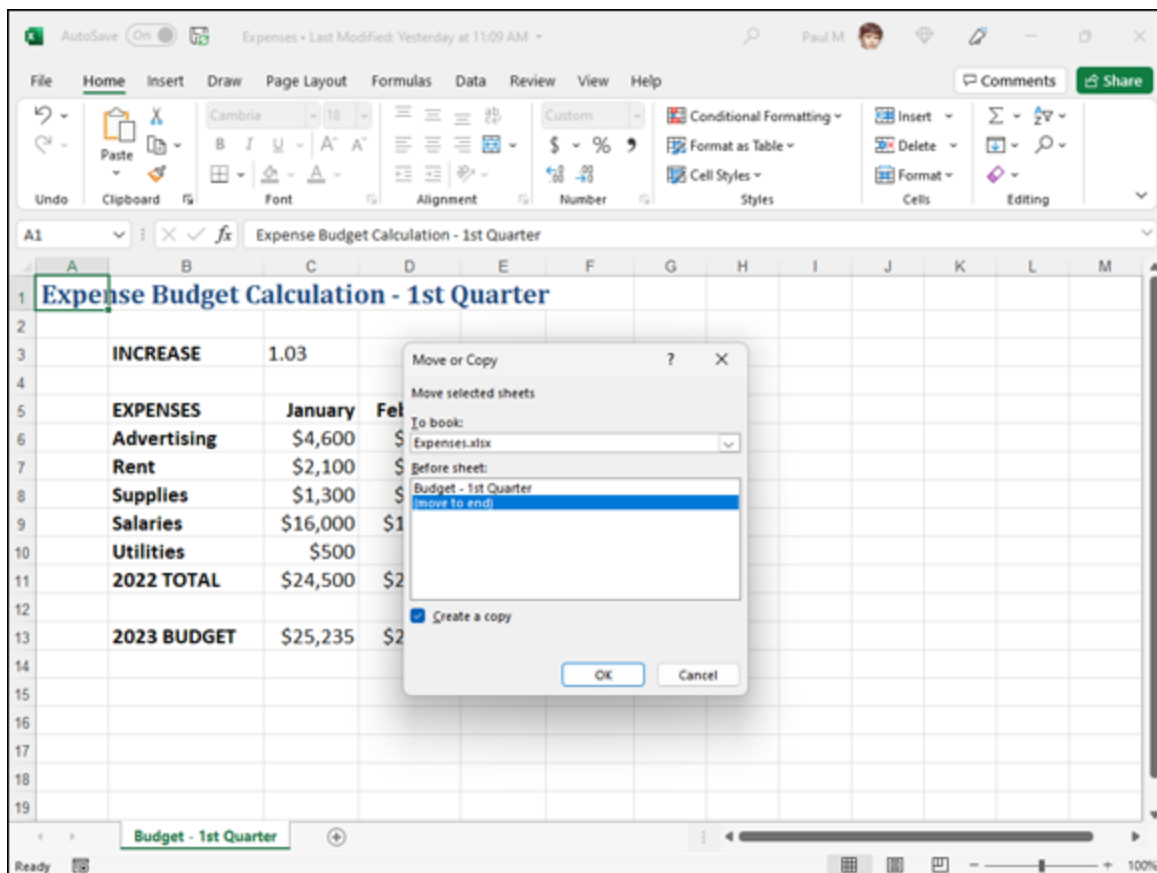 AutoSave On Expenses • Last Modified: Yesterday at 11:09 AM Paul M
File Home Insert Draw Page Layout Formulas Data Review View Help Comments Share
Cambria 18 Custom Conditional Formatting Insert
Paste B I U A A $ % Format as Table Delete
A Cell Styles Format
Undo Clipboard Font Alignment Number Styles Cells Editing
A1 fx Expense Budget Calculation - 1st Quarter
A B C D E F G H I J K L M
1 Expense Budget Calculation - 1st Quarter
2
3 INCREASE 1.03
4
5 EXPENSES January Feb
6 Advertising $4,600 $
7 Rent $2,100 $
8 Supplies $1,300 $
9 Salaries $16,000 $1
10 Utilities $500
11 2022 TOTAL $24,500 $2
12
13 2023 BUDGET $25,235 $2
14
15
16
17
18
19
Move or Copy ?
Move selected sheets
To book:
Expenses.xlsx
Before sheet:
Budget - 1st Quarter
(move to end)
Create a copy
OK Cancel
Budget - 1st Quarter
Ready 100%